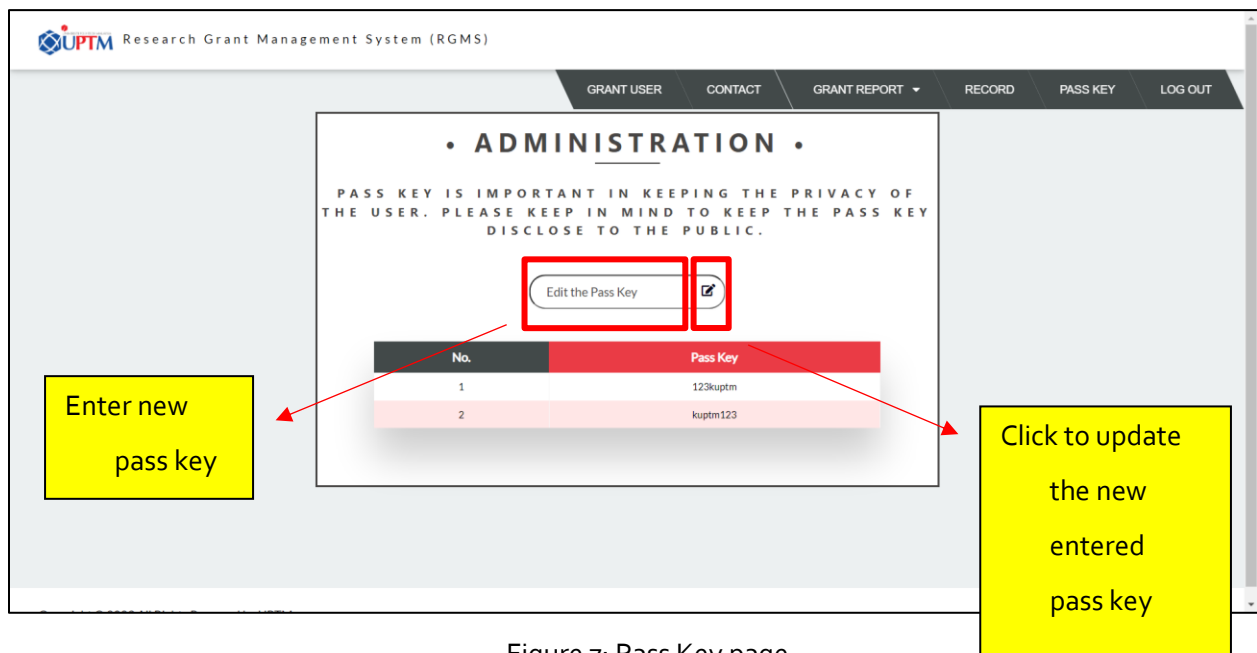 UPTM Research Grant Management System (RGMS)
GRANT USER CONTACT GRANT REPORT RECORD PASS KEY LOG OUT
• ADMINISTRATION •
PASS KEY IS IMPORTANT IN KEEPING THE PRIVACY OF
THE USER. PLEASE KEEP IN MIND TO KEEP THE PASS KEY
DISCLOSE TO THE PUBLIC.
Edit the Pass Key
No. Pass Key
1 123kuptm
2 kuptm123
Enter new
pass key
Click to update
the new
entered
pass key
Figure 7: Pass Key page